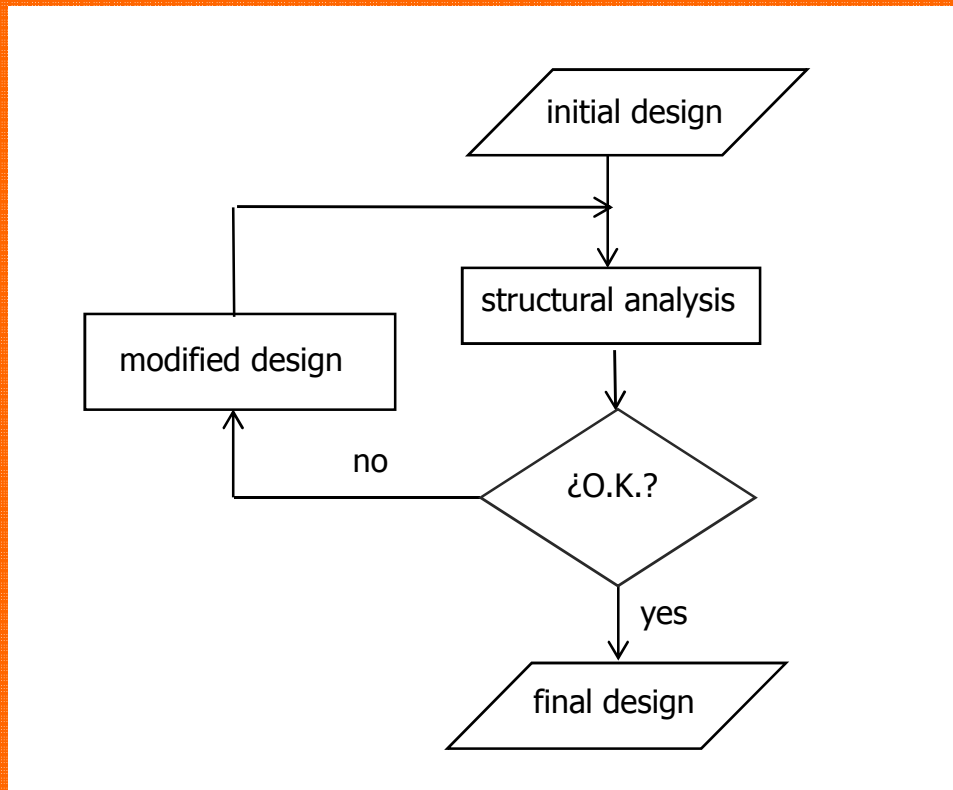 initial design
structural analysis
modified design
no
¿O.K.?
yes
final design